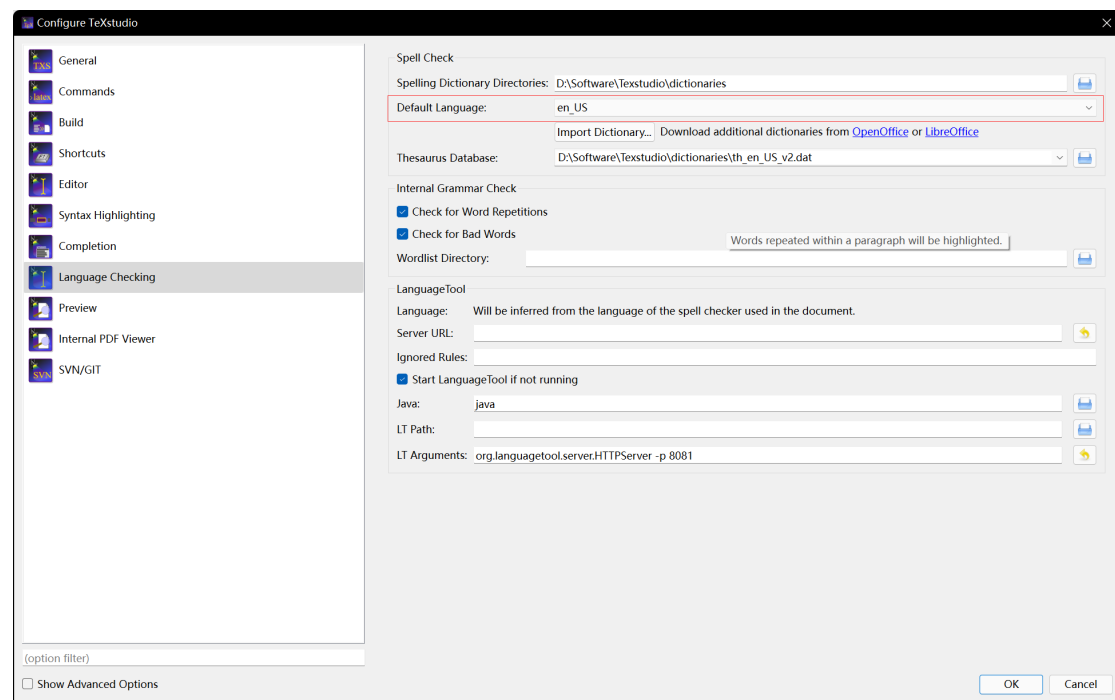 Configure TeXstudio
General
Commands
Build
Shortcuts
Editor
Syntax Highlighting
Completion
Language Checking
Preview
Internal PDF Viewer
SVN/GIT
(option filter)
Show Advanced Options
Spell Check
Spelling Dictionary Directories: D:\Software\Texstudio\dictionaries
Default Language: en_US
Import Dictionary... Download additional dictionaries from OpenOffice or LibreOffice
Thesaurus Database: D:\Software\Texstudio\dictionaries\th_en_US_v2.dat
Internal Grammar Check
Check for Word Repetitions
Check for Bad Words
Words repeated within a paragraph will be highlighted.
Wordlist Directory:
LanguageTool
Language: Will be inferred from the language of the spell checker used in the document.
Server URL:
Ignored Rules:
Start LanguageTool if not running
Java: java
LT Path:
LT Arguments: org.languagetool.server.HTTPServer -p 8081
OK Cancel